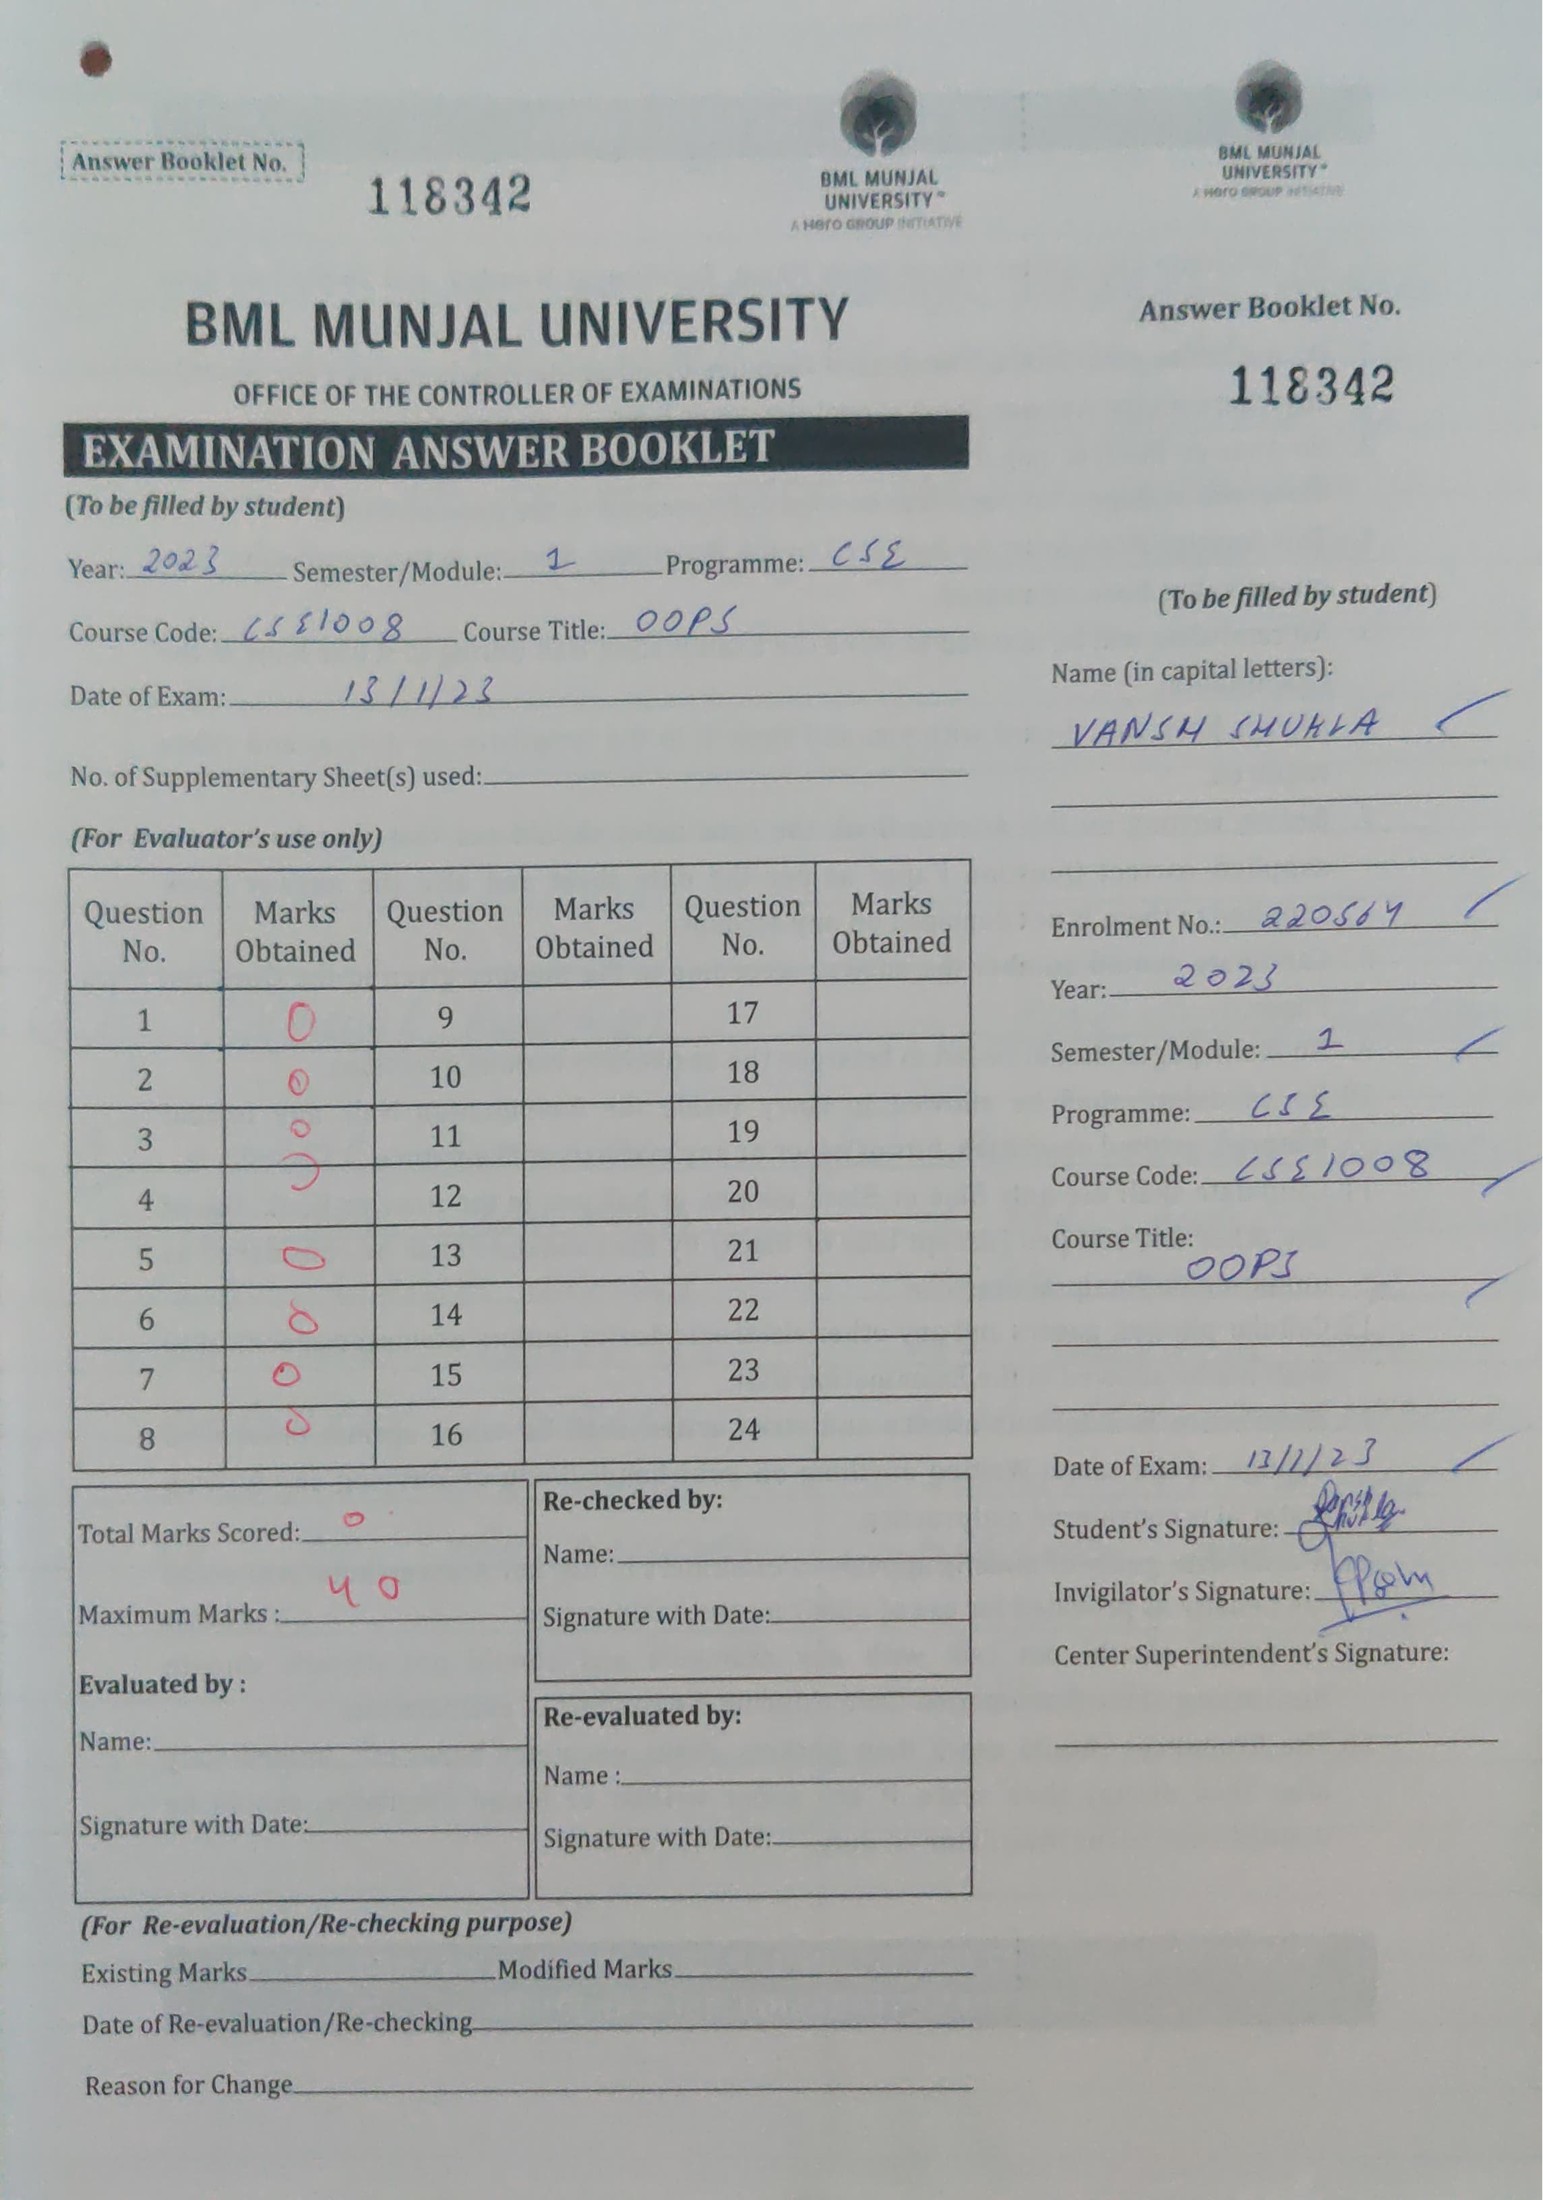 Answer Booklet No.
118342
BML MUNJAL
UNIVERSITY
A Hero GROUP INITIATIVE
BML MUNJAL UNIVERSITY
OFFICE OF THE CONTROLLER OF EXAMINATIONS
EXAMINATION ANSWER BOOKLET
(To be filled by student)
Year: 2023 Semester/Module: 1 Programme: CSE
Course Code: CSE1008 Course Title: OOPS
Date of Exam: 13/1/23
No. of Supplementary Sheet(s) used:
(For Evaluator's use only)
Question No. Marks Obtained Question No. Marks Obtained Question No. Marks Obtained
1 0 9 17
2 0 10 18
3 0 11 19
4 12 20
5 0 13 21
6 0 14 22
7 0 15 23
8 0 16 24
Total Marks Scored: 0
Maximum Marks : 40
Evaluated by :
Name:
Signature with Date:
Re-checked by:
Name:
Signature with Date:
Re-evaluated by:
Name :
Signature with Date:
(For Re-evaluation/Re-checking purpose)
Existing Marks Modified Marks
Date of Re-evaluation/Re-checking
Reason for Change
BML MUNJAL
UNIVERSITY
A Hero GROUP INITIATIVE
Answer Booklet No.
118342
(To be filled by student)
Name (in capital letters):
VANSH SHUKLA
Enrolment No.: 220564
Year: 2023
Semester/Module: 1
Programme: CSE
Course Code: CSE1008
Course Title:
OOPS
Date of Exam: 13/1/23
Student's Signature:
Invigilator's Signature:
Center Superintendent's Signature: